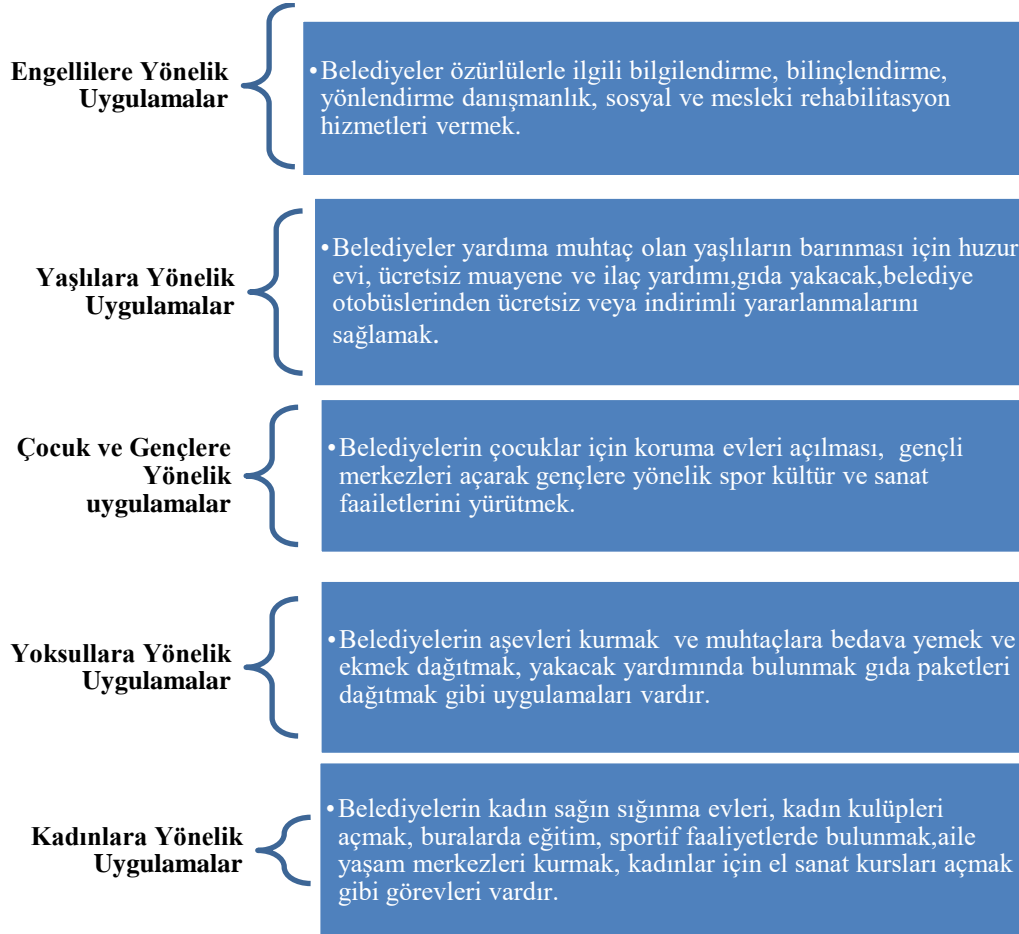 Engellilere Yönelik
Uygulamalar
•Belediyeler özürlülerle ilgili bilgilendirme, bilinçlendirme,
yönlendirme danışmanlık, sosyal ve mesleki rehabilitasyon
hizmetleri vermek.
Yaşlılara Yönelik
Uygulamalar
•Belediyeler yardıma muhtaç olan yaşlıların barınması için huzur
evi, ücretsiz muayene ve ilaç yardımı,gıda yakacak,belediye
otobüslerinden ücretsiz veya indirimli yararlanmalarını
sağlamak.
Çocuk ve Gençlere
Yönelik
uygulamalar
•Belediyelerin çocuklar için koruma evleri açılması, gençli
merkezleri açarak gençlere yönelik spor kültür ve sanat
faailetlerini yürütmek.
Yoksullara Yönelik
Uygulamalar
•Belediyelerin aşevleri kurmak ve muhtaçlara bedava yemek ve
ekmek dağıtmak, yakacak yardımında bulunmak gıda paketleri
dağıtmak gibi uygulamaları vardır.
Kadınlara Yönelik
Uygulamalar
•Belediyelerin kadın sağın sığınma evleri, kadın kulüpleri
açmak, buralarda eğitim, sportif faaliyetlerde bulunmak,aile
yaşam merkezleri kurmak, kadınlar için el sanat kursları açmak
gibi görevleri vardır.